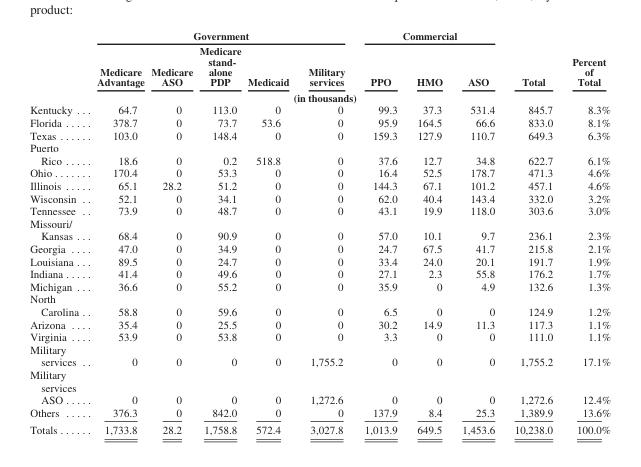 product:
Government Commercial
Medicare
stand-
Percent
Medicare Medicare alone Military of
Advantage ASO PDP Medicaid services PPO HMO ASO Total Total
(in thousands)
Kentucky . . . 64.7 0 113.0 0 0 99.3 37.3 531.4 845.7 8.3%
Florida . . . . . 378.7 0 73.7 53.6 0 95.9 164.5 66.6 833.0 8.1%
Texas . . . . . . 103.0 0 148.4 0 0 159.3 127.9 110.7 649.3 6.3%
Puerto
Rico . . . . . 18.6 0 0.2 518.8 0 37.6 12.7 34.8 622.7 6.1%
Ohio . . . . . . . 170.4 0 53.3 0 0 16.4 52.5 178.7 471.3 4.6%
Illinois . . . . . 65.1 28.2 51.2 0 0 144.3 67.1 101.2 457.1 4.6%
Wisconsin . . 52.1 0 34.1 0 0 62.0 40.4 143.4 332.0 3.2%
Tennessee . . 73.9 0 48.7 0 0 43.1 19.9 118.0 303.6 3.0%
Missouri/
Kansas . . . 68.4 0 90.9 0 0 57.0 10.1 9.7 236.1 2.3%
Georgia . . . . 47.0 0 34.9 0 0 24.7 67.5 41.7 215.8 2.1%
Louisiana . . . 89.5 0 24.7 0 0 33.4 24.0 20.1 191.7 1.9%
Indiana . . . . . 41.4 0 49.6 0 0 27.1 2.3 55.8 176.2 1.7%
Michigan . . . 36.6 0 55.2 0 0 35.9 0 4.9 132.6 1.3%
North
Carolina . . 58.8 0 59.6 0 0 6.5 0 0 124.9 1.2%
Arizona . . . . 35.4 0 25.5 0 0 30.2 14.9 11.3 117.3 1.1%
Virginia . . . . 53.9 0 53.8 0 0 3.3 0 0 111.0 1.1%
Military
services . . 0 0 0 0 1,755.2 0 0 0 1,755.2 17.1%
Military
services
ASO . . . . . 0 0 0 0 1,272.6 0 0 0 1,272.6 12.4%
Others . . . . . 376.3 0 842.0 0 0 137.9 8.4 25.3 1,389.9 13.6%
Totals . . . . . . 1,733.8 28.2 1,758.8 572.4 3,027.8 1,013.9 649.5 1,453.6 10,238.0 100.0%